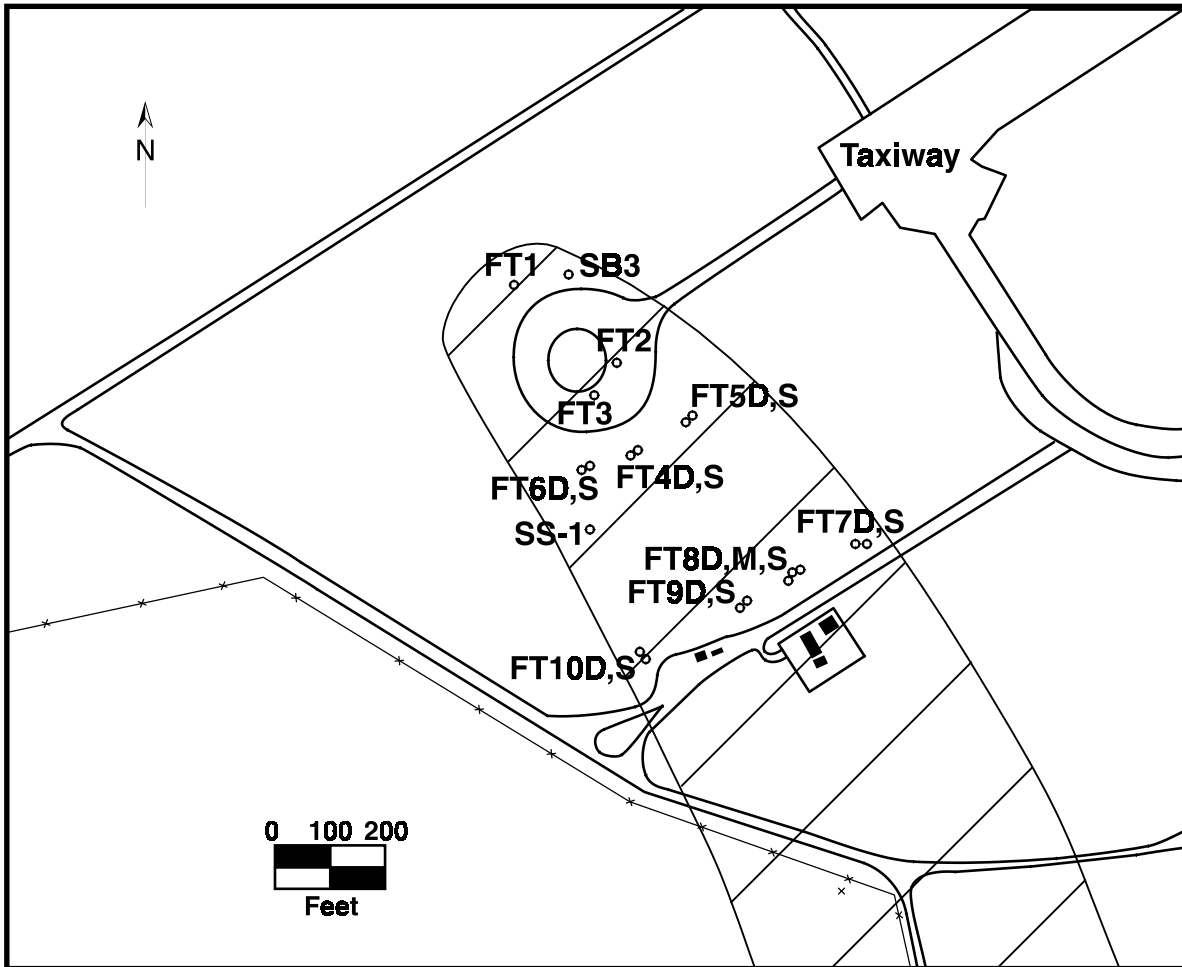 Taxiway
N
FT1
SB3
FT2
FT3
FT5D,S
FT4D,S
FT6D,S
SS-1
FT7D,S
FT8D,M,S
FT9D,S
FT10D,S
0 100 200
Feet